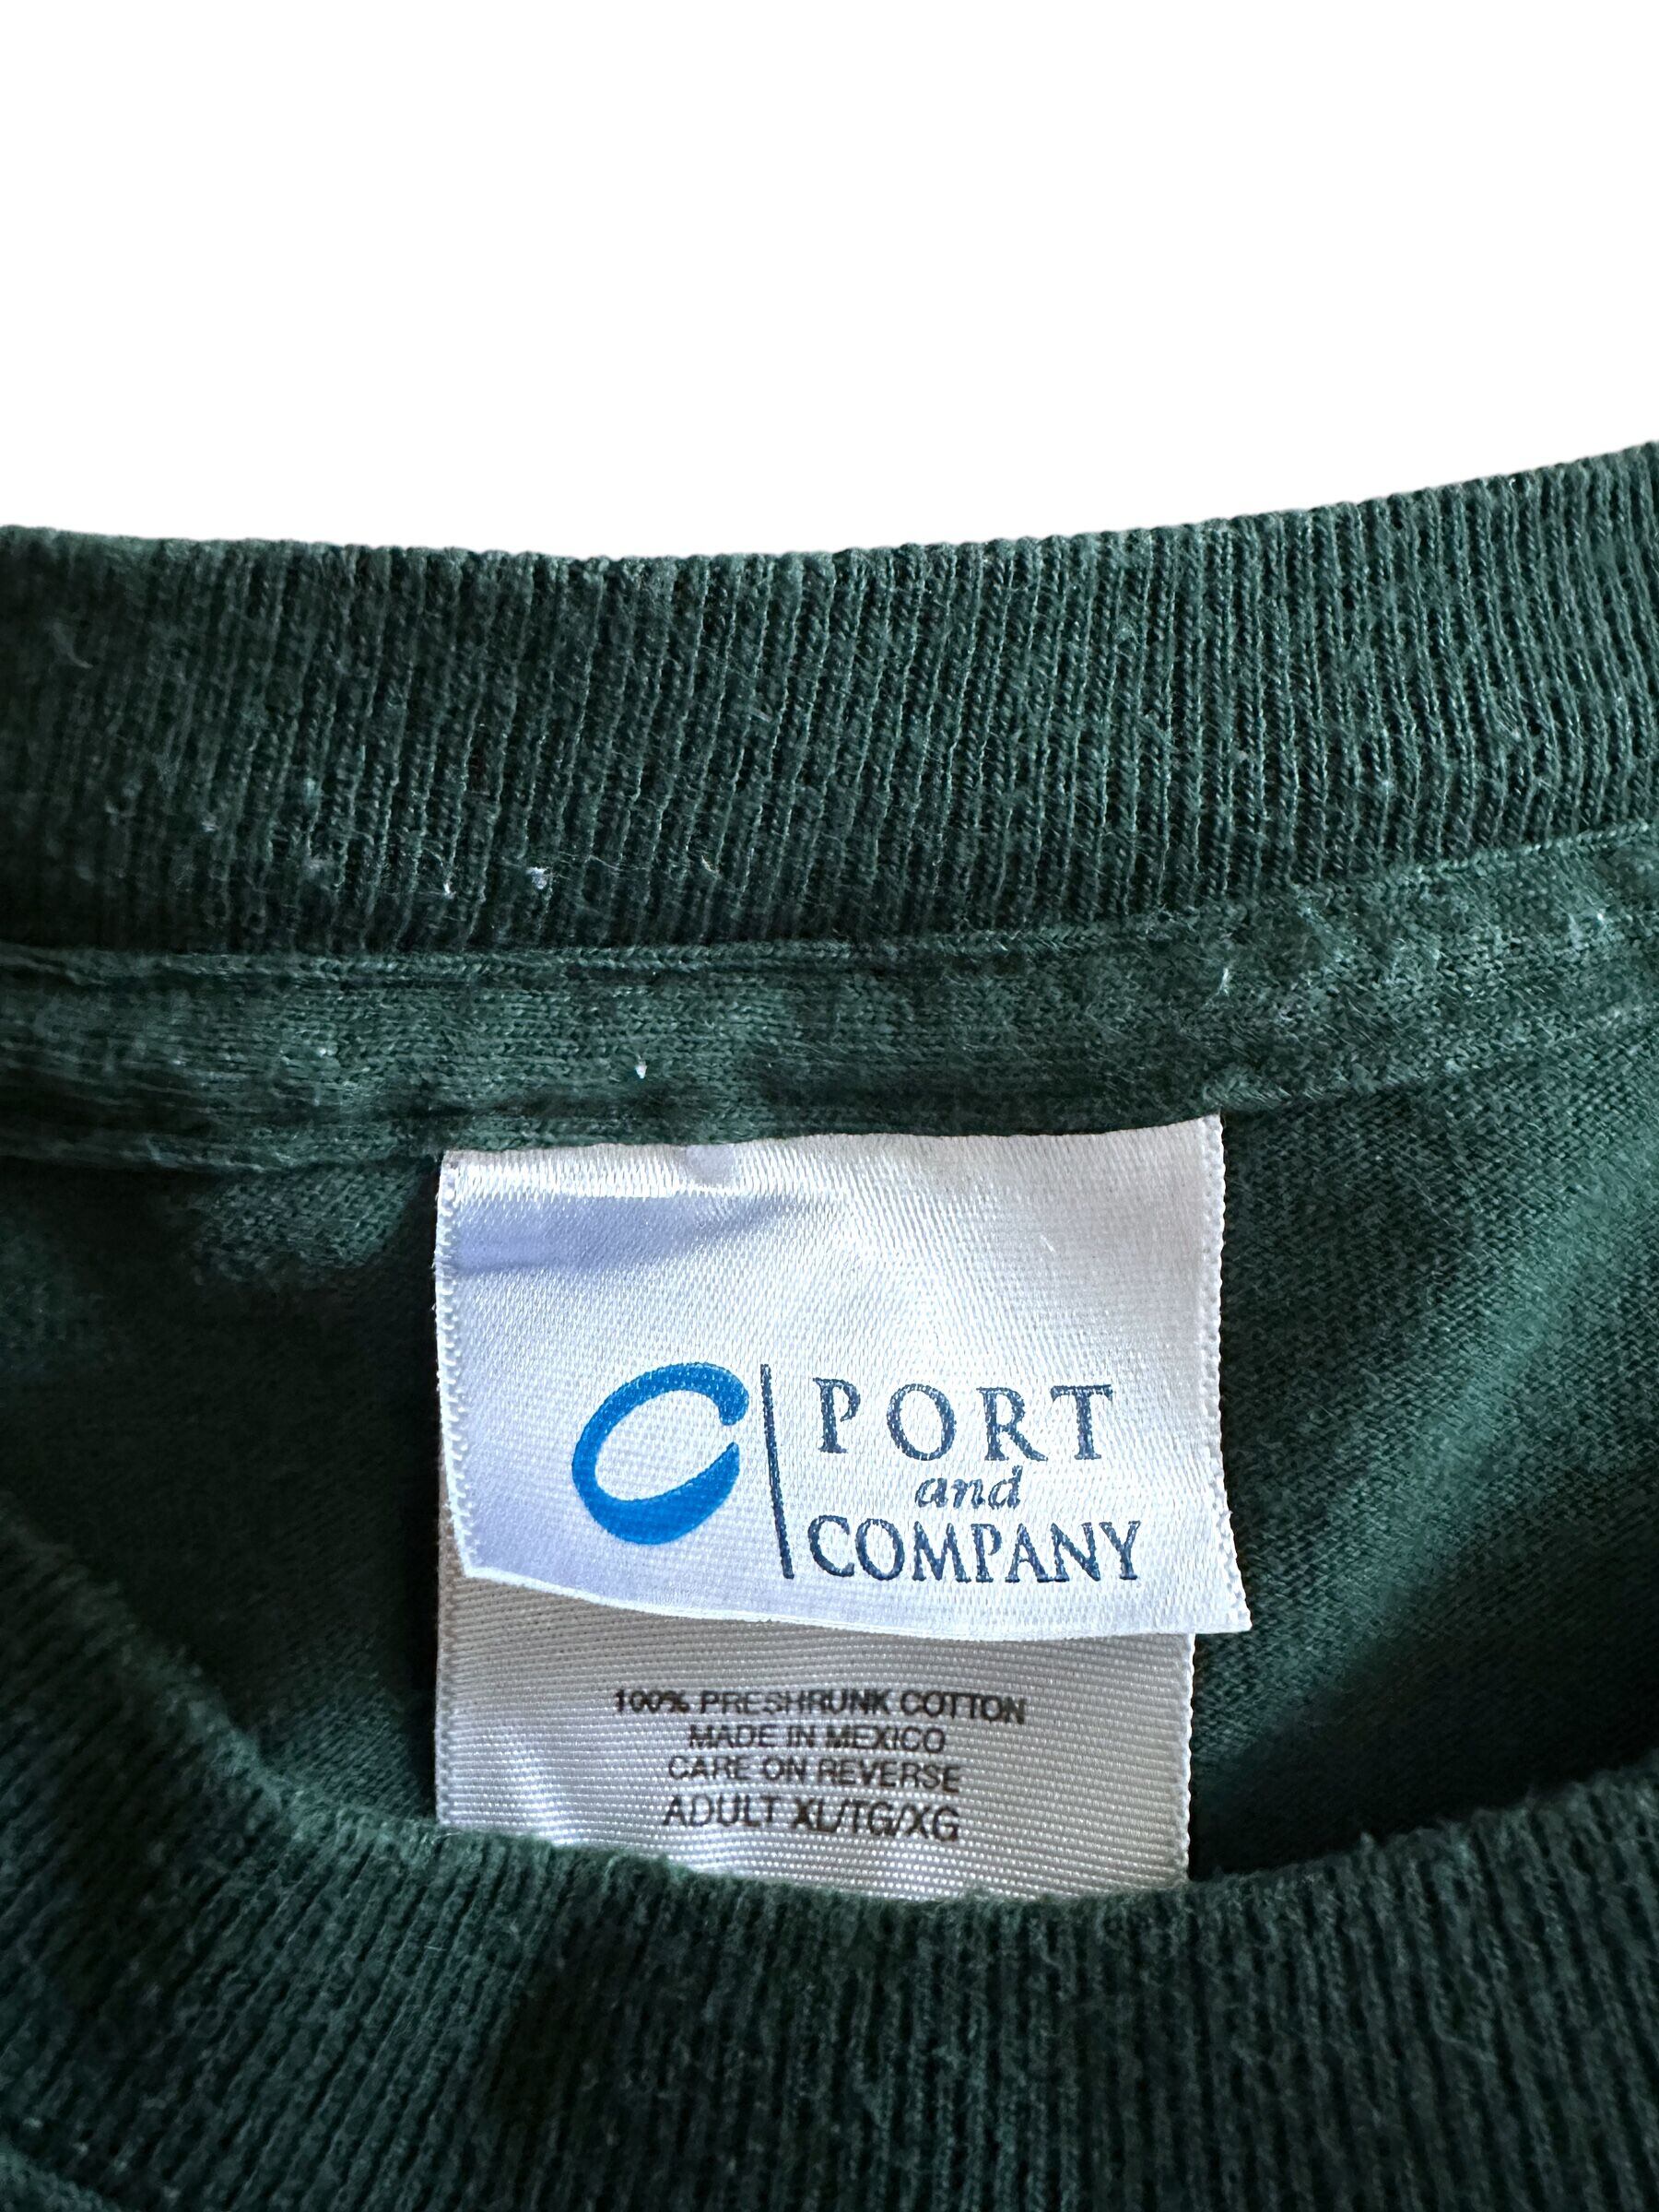 PORT
and
COMPANY
100% PRESHRUNK COTTON
MADE IN MEXICO
CARE ON REVERSE
ADULT XL/TG/XG